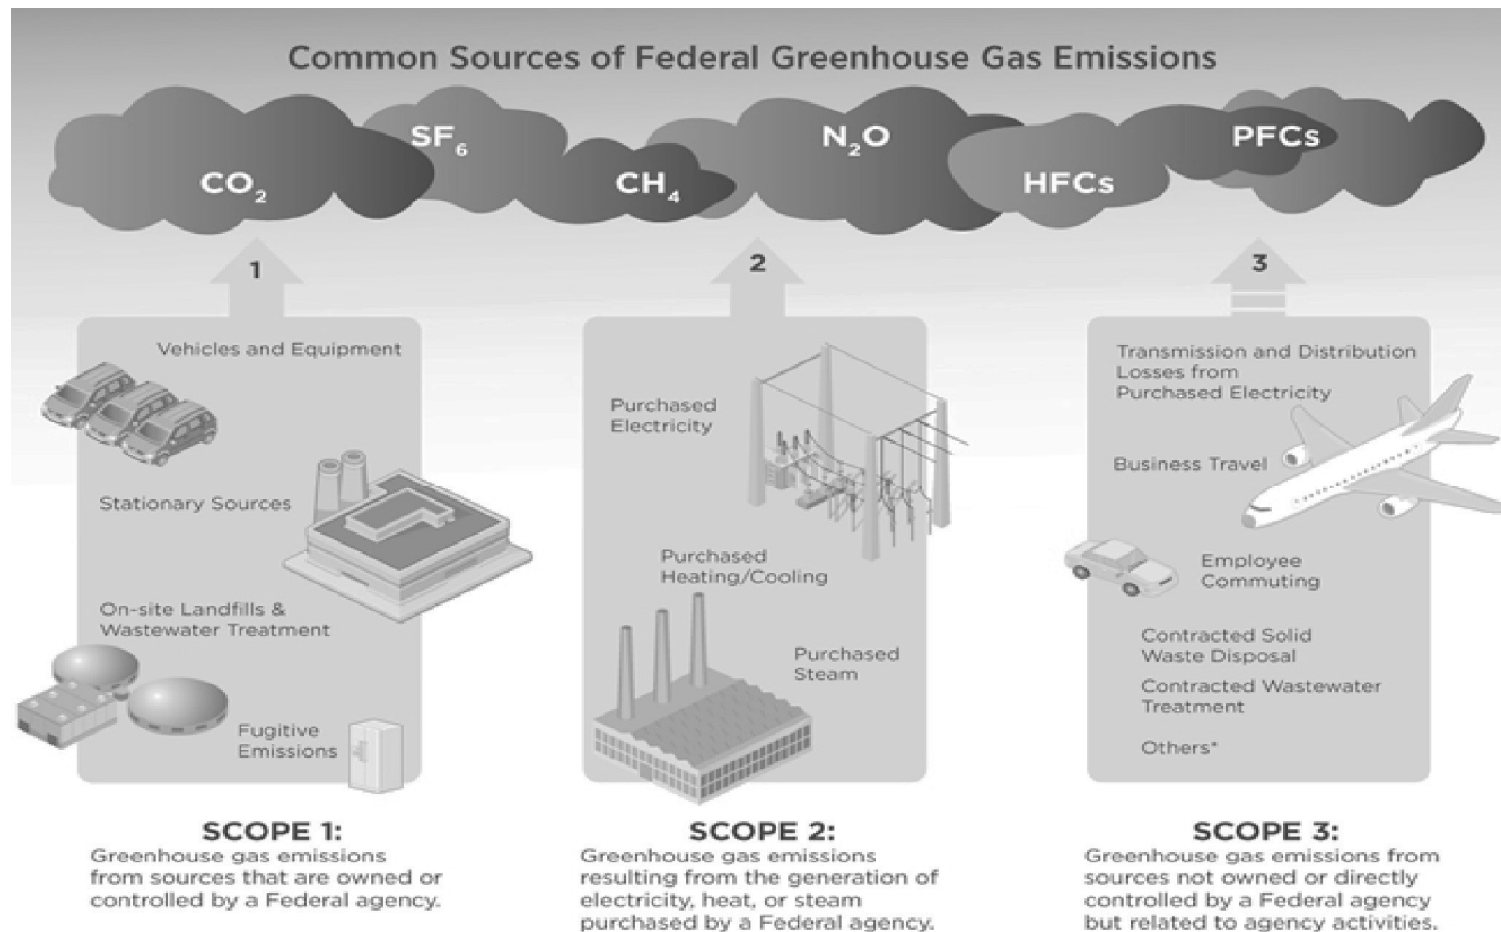 Common Sources of Federal Greenhouse Gas Emissions
SF₆
N₂O
PFCs
CO₂
CH₄
HFCs
1
2
3
Vehicles and Equipment
Stationary Sources
On-site Landfills &
Wastewater Treatment
Fugitive
Emissions
Purchased
Electricity
Purchased
Heating/Cooling
Purchased
Steam
Transmission and Distribution
Losses from
Purchased Electricity
Business Travel
Employee
Commuting
Contracted Solid
Waste Disposal
Contracted Wastewater
Treatment
Others*
SCOPE 1:
Greenhouse gas emissions
from sources that are owned or
controlled by a Federal agency.
SCOPE 2:
Greenhouse gas emissions
resulting from the generation of
electricity, heat, or steam
purchased by a Federal agency.
SCOPE 3:
Greenhouse gas emissions from
sources not owned or directly
controlled by a Federal agency
but related to agency activities.